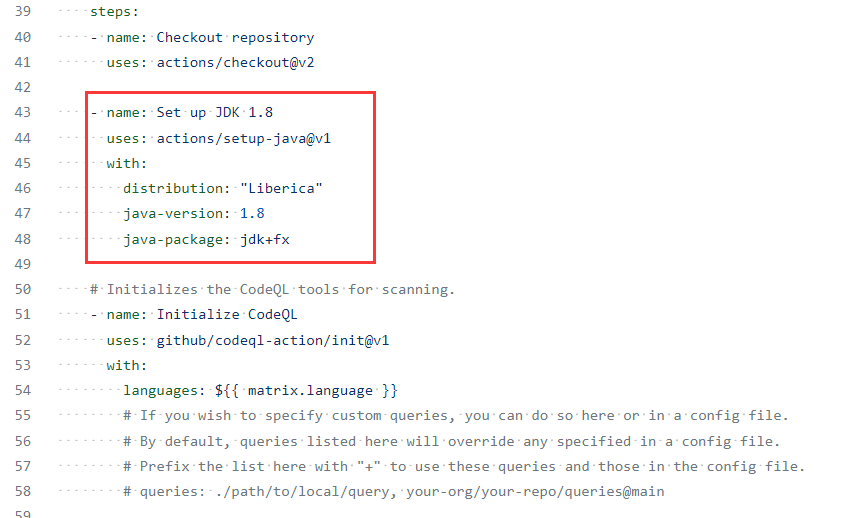 39 steps:
40 - name: Checkout repository
41 uses: actions/checkout@v2
42
43 - name: Set up JDK 1.8
44 uses: actions/setup-java@v1
45 with:
46 distribution: "Liberica"
47 java-version: 1.8
48 java-package: jdk+fx
49
50 # Initializes the CodeQL tools for scanning.
51 - name: Initialize CodeQL
52 uses: github/codeql-action/init@v1
53 with:
54 languages: ${{ matrix.language }}
55 # If you wish to specify custom queries, you can do so here or in a config file.
56 # By default, queries listed here will override any specified in a config file.
57 # Prefix the list here with "+" to use these queries and those in the config file.
58 # queries: ./path/to/local/query, your-org/your-repo/queries@main
59